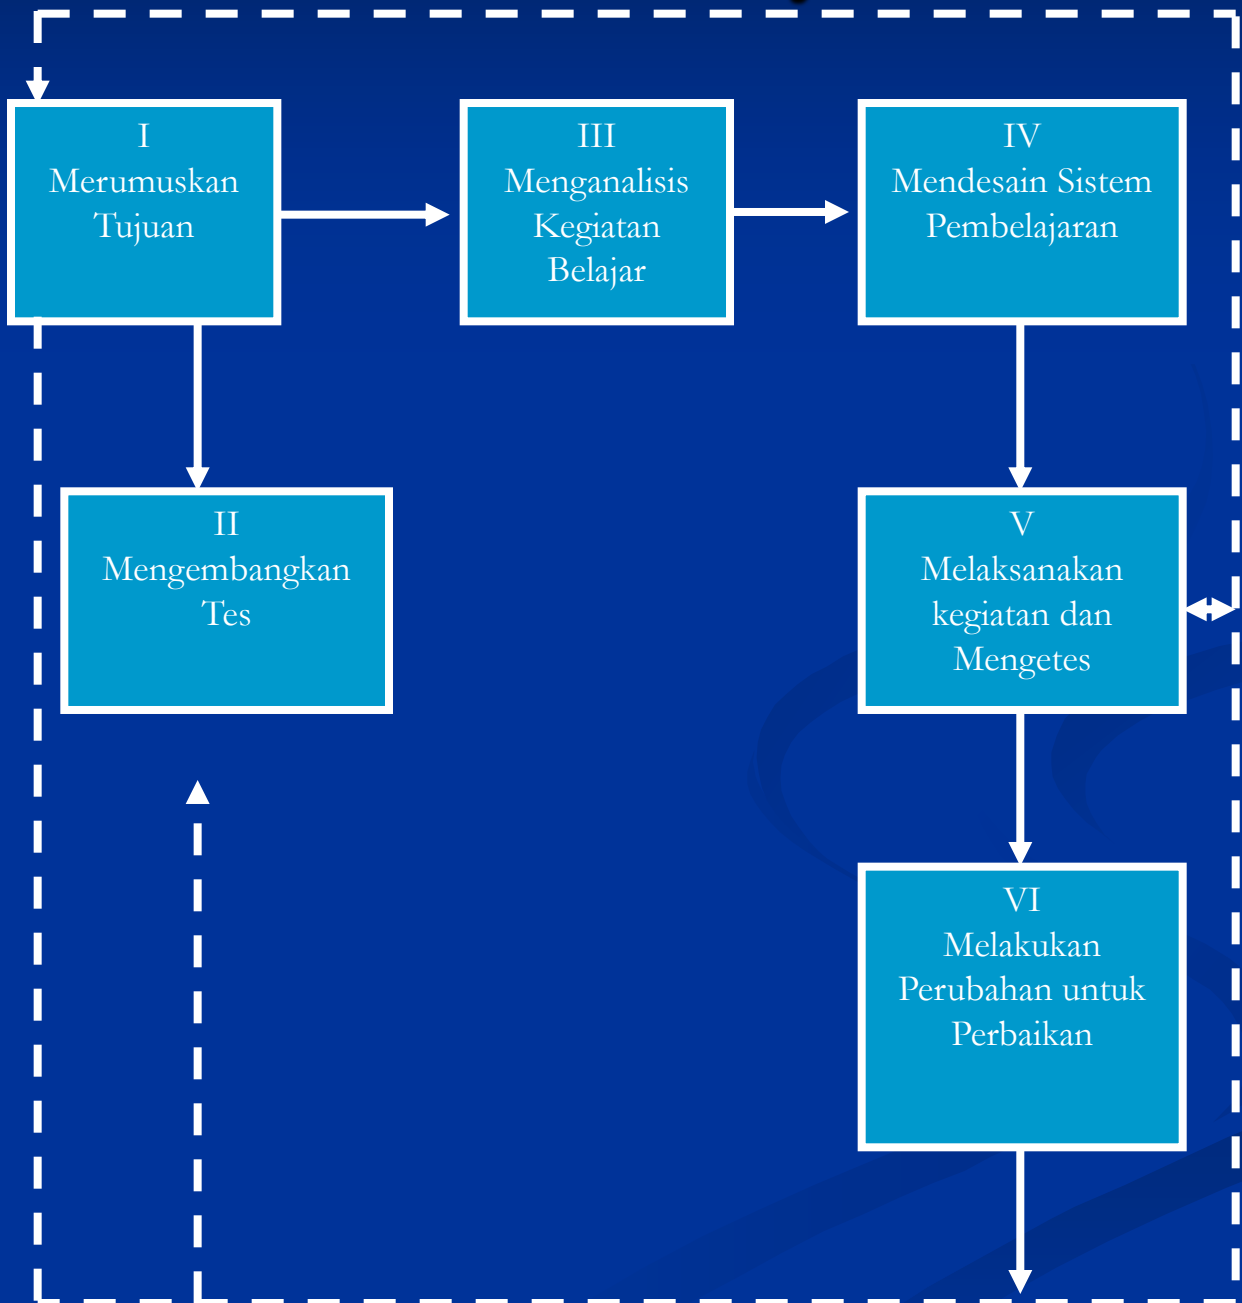 I
Merumuskan
Tujuan
II
Mengembangkan
Tes
III
Menganalisis
Kegiatan
Belajar
IV
Mendesain Sistem
Pembelajaran
V
Melaksanakan
kegiatan dan
Mengetes
VI
Melakukan
Perubahan untuk
Perbaikan